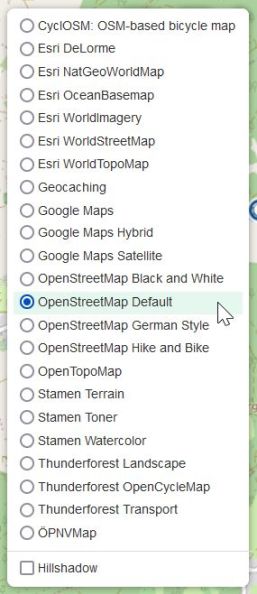 CyclOSM: OSM-based bicycle map
Esri DeLorme
Esri NatGeoWorldMap
Esri OceanBasemap
Esri WorldImagery
Esri WorldStreetMap
Esri WorldTopoMap
Geocaching
Google Maps
Google Maps Hybrid
Google Maps Satellite
OpenStreetMap Black and White
OpenStreetMap Default
OpenStreetMap German Style
OpenStreetMap Hike and Bike
OpenTopoMap
Stamen Terrain
Stamen Toner
Stamen Watercolor
Thunderforest Landscape
Thunderforest OpenCycleMap
Thunderforest Transport
ÖPNVMap
Hillshadow